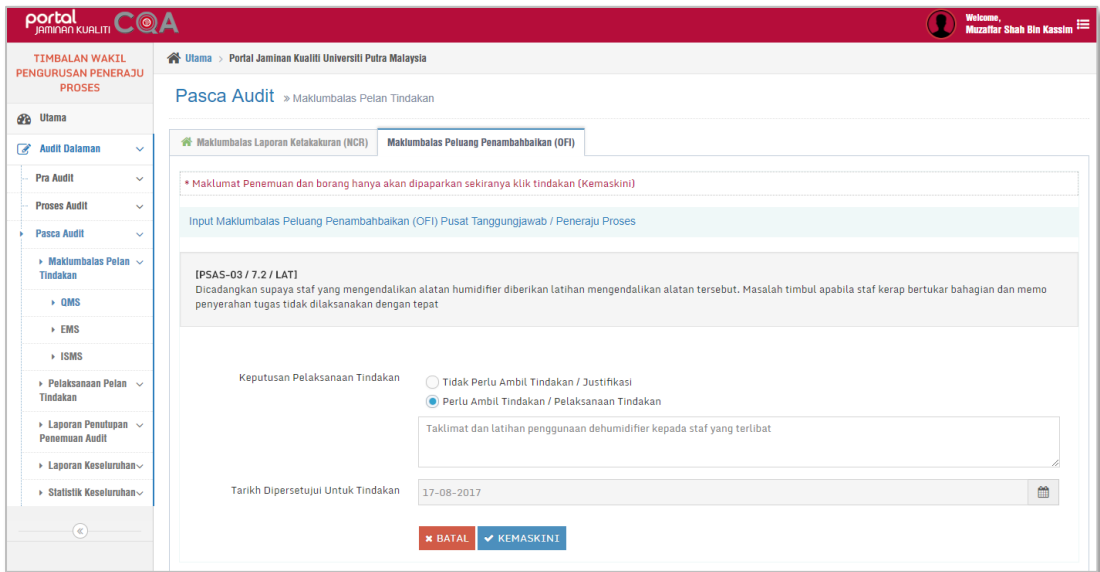 portal
JAMINAN KUALITI CQA
Welcome,
Muzaffar Shah Bin Kassim
TIMBALAN WAKIL
PENGURUSAN PENERAJU
PROSES
Utama
Audit Dalaman
Pra Audit
Proses Audit
Pasca Audit
Maklumbalas Pelan
Tindakan
QMS
EMS
ISMS
Pelaksanaan Pelan
Tindakan
Laporan Penutupan
Penemuan Audit
Laporan Keseluruhan
Statistik Keseluruhan
Utama > Portal Jaminan Kualiti Universiti Putra Malaysia
Pasca Audit » Maklumbalas Pelan Tindakan
Maklumbalas Laporan Ketakakuran (NCR)
Maklumbalas Peluang Penambahbaikan (OFI)
* Maklumat Penemuan dan borang hanya akan dipaparkan sekiranya klik tindakan (Kemaskini)
Input Maklumbalas Peluang Penambahbaikan (OFI) Pusat Tanggungjawab / Peneraju Proses
[PSAS-03 / 7.2 / LAT]
Dicadangkan supaya staf yang mengendalikan alatan humidifier diberikan latihan mengendalikan alatan tersebut. Masalah timbul apabila staf kerap bertukar bahagian dan memo
penyerahan tugas tidak dilaksanakan dengan tepat
Keputusan Pelaksanaan Tindakan
Tidak Perlu Ambil Tindakan / Justifikasi
Perlu Ambil Tindakan / Pelaksanaan Tindakan
Taklimat dan latihan penggunaan dehumidifier kepada staf yang terlibat
Tarikh Dipersetujui Untuk Tindakan
17-08-2017
BATAL
KEMASKINI